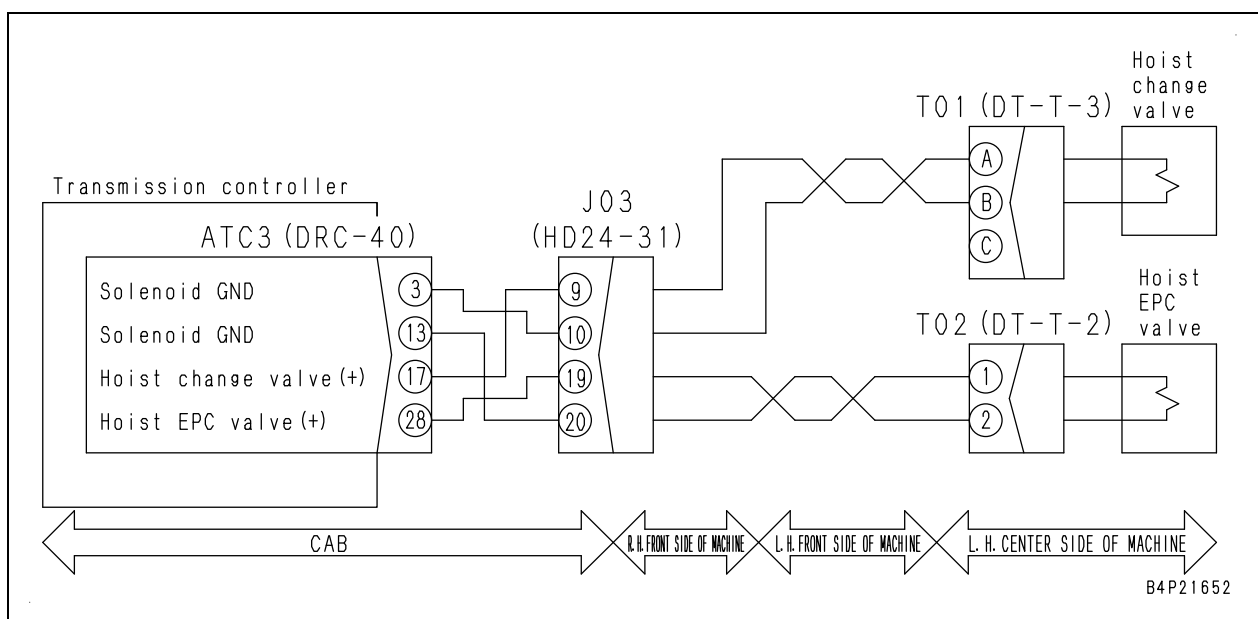 Hoist
change
valve
T01 (DT-T-3)
A
B
C
Transmission controller
ATC3 (DRC-40)
J03
(HD24-31)
Solenoid GND
3
9
Solenoid GND
13
10
Hoist change valve (+)
17
19
Hoist EPC valve (+)
28
20
Hoist
EPC
valve
T02 (DT-T-2)
1
2
CAB
R. H. FRONT SIDE OF MACHINE
L. H. FRONT SIDE OF MACHINE
L. H. CENTER SIDE OF MACHINE
B4P21652